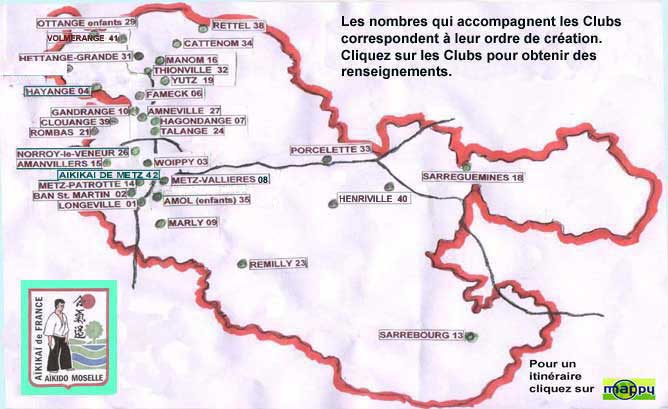 OTTANGE enfants 29
RETTEL 38
VOLMERANGE 41
CATTENOM 34
HETTANGE-GRANDE 31
MANOM 16
THIONVILLE 32
YUTZ 19
HAYANGE 04
FAMECK 06
GANDRANGE 10
AMNEVILLE 27
CLOUANGE 39
HAGONDANGE 07
ROMBAS 21
TALANGE 24
NORROY-le-VENEUR 26
AMANVILLERS 15
WOIPPY 03
AIKIKAI DE METZ 42
METZ-PATROTTE 14
METZ-VALLIERES 08
BAN St. MARTIN 02
LONGEVILLE 01
AMOL (enfants) 35
MARLY 09
REMILLY 23
PORCELETTE 33
HENRIVILLE 40
SARREGUEMINES 18
SARREBOURG 13
Les nombres qui accompagnent les Clubs
correspondent à leur ordre de création.
Cliquez sur les Clubs pour obtenir des
renseignements.
AÏKIKAÏ de FRANCE
合氣道
AÏKIDO MOSELLE
Pour un
itinéraire
cliquez sur
mappy